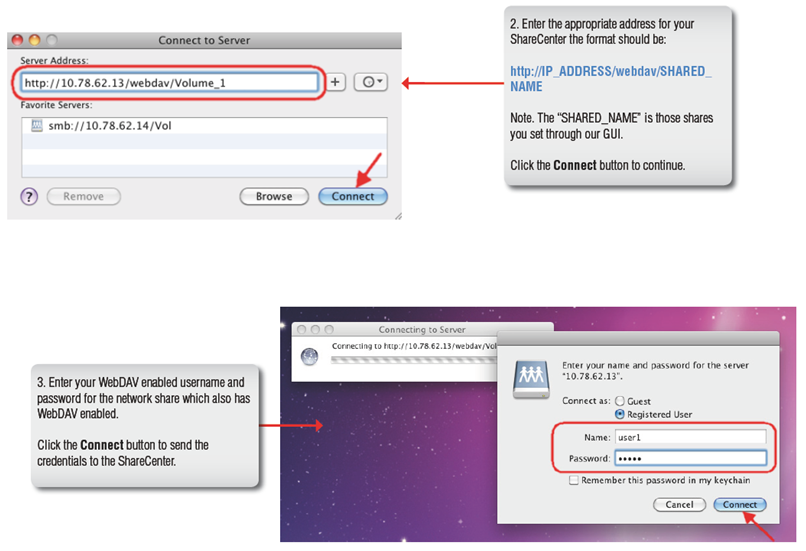 Connect to Server
Server Address:
http://10.78.62.13/webdav/Volume_1
+
Favorite Servers:
smb://10.78.62.14/Vol
?
Remove
Browse
Connect
2. Enter the appropriate address for your
ShareCenter the format should be:
http://IP_ADDRESS/webdav/SHARED_
NAME
Note. The “SHARED_NAME” is those shares
you set through our GUI.
Click the Connect button to continue.
3. Enter your WebDAV enabled username and
password for the network share which also has
WebDAV enabled.
Click the Connect button to send the
credentials to the ShareCenter.
Connecting to Server
Connecting to http://10.78.62.13/webdav/Vol
Enter your name and password for the server
“10.78.62.13”.
Connect as:
Guest
Registered User
Name: user1
Password: •••••
Remember this password in my keychain
Cancel
Connect